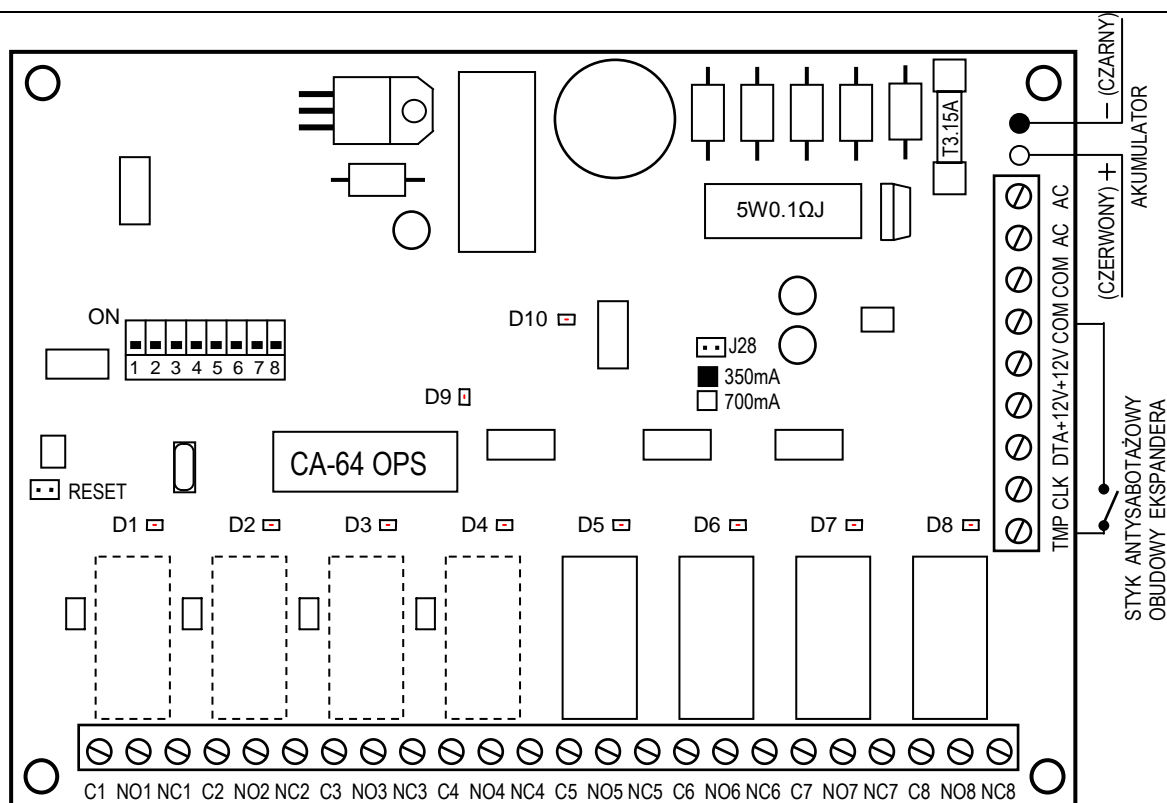 T3.15A
– (CZARNY)
AKUMULATOR
(CZERWONY) +
5W0.1ΩJ
AC
AC
COM
COM
+12V
+12V
DTA
CLK
TMP
ON
1 2 3 4 5 6 7 8
D10
J28
350mA
700mA
D9
CA-64 OPS
RESET
STYK ANTYSABOTAŻOWY
OBUDOWY EKSPANDERA
D1 D2 D3 D4 D5 D6 D7 D8
C1 NO1 NC1 C2 NO2 NC2 C3 NO3 NC3 C4 NO4 NC4 C5 NO5 NC5 C6 NO6 NC6 C7 NO7 NC7 C8 NO8 NC8